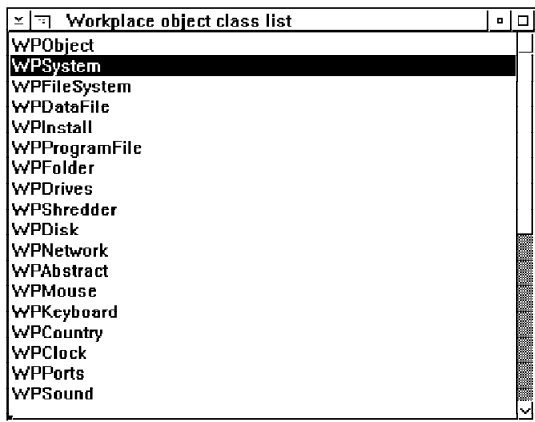 Workplace object class list
WPObject
WPSystem
WPFileSystem
WPDataFile
WPInstall
WPProgramFile
WPFolder
WPDrives
WPShredder
WPDisk
WPNetwork
WPAbstract
WPMouse
WPKeyboard
WPCountry
WPClock
WPPorts
WPSound